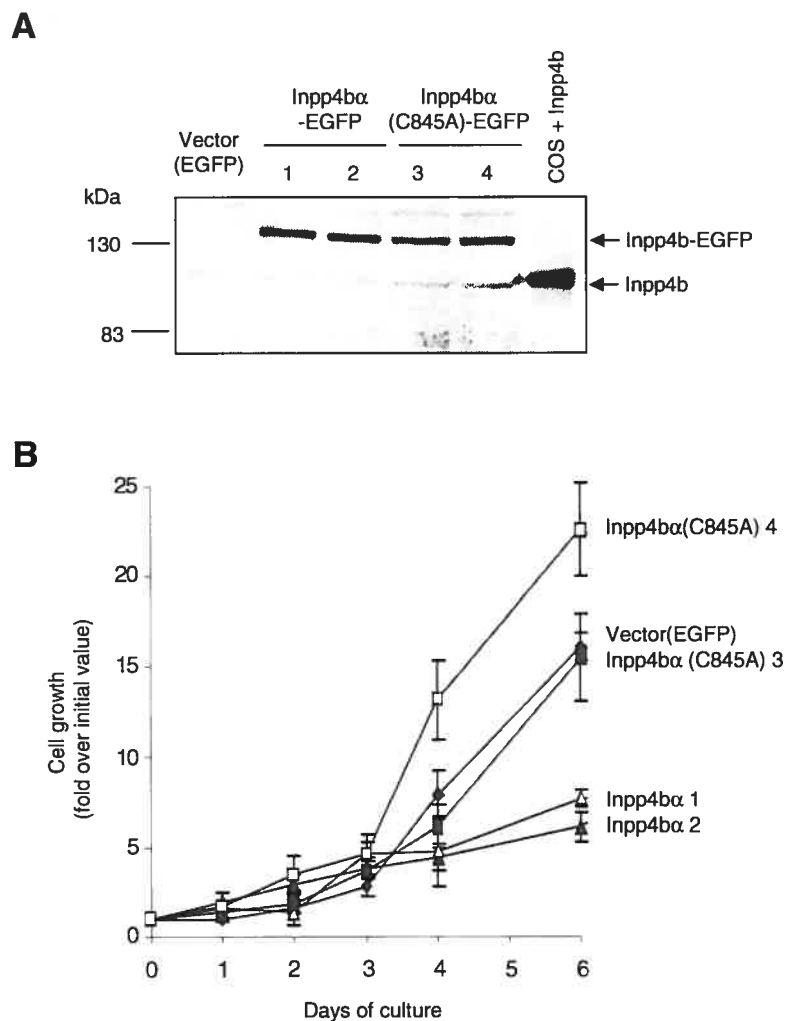 A
Inpp4bα
-EGFP
Inpp4bα
(C845A)-EGFP
COS + Inpp4b
Vector
(EGFP)
1
2
3
4
kDa
130
83
Inpp4b-EGFP
Inpp4b
B
25
20
15
10
5
0
Cell growth
(fold over initial value)
Inpp4bα(C845A) 4
Vector(EGFP)
Inpp4bα (C845A) 3
Inpp4bα 1
Inpp4bα 2
0 1 2 3 4 5 6
Days of culture